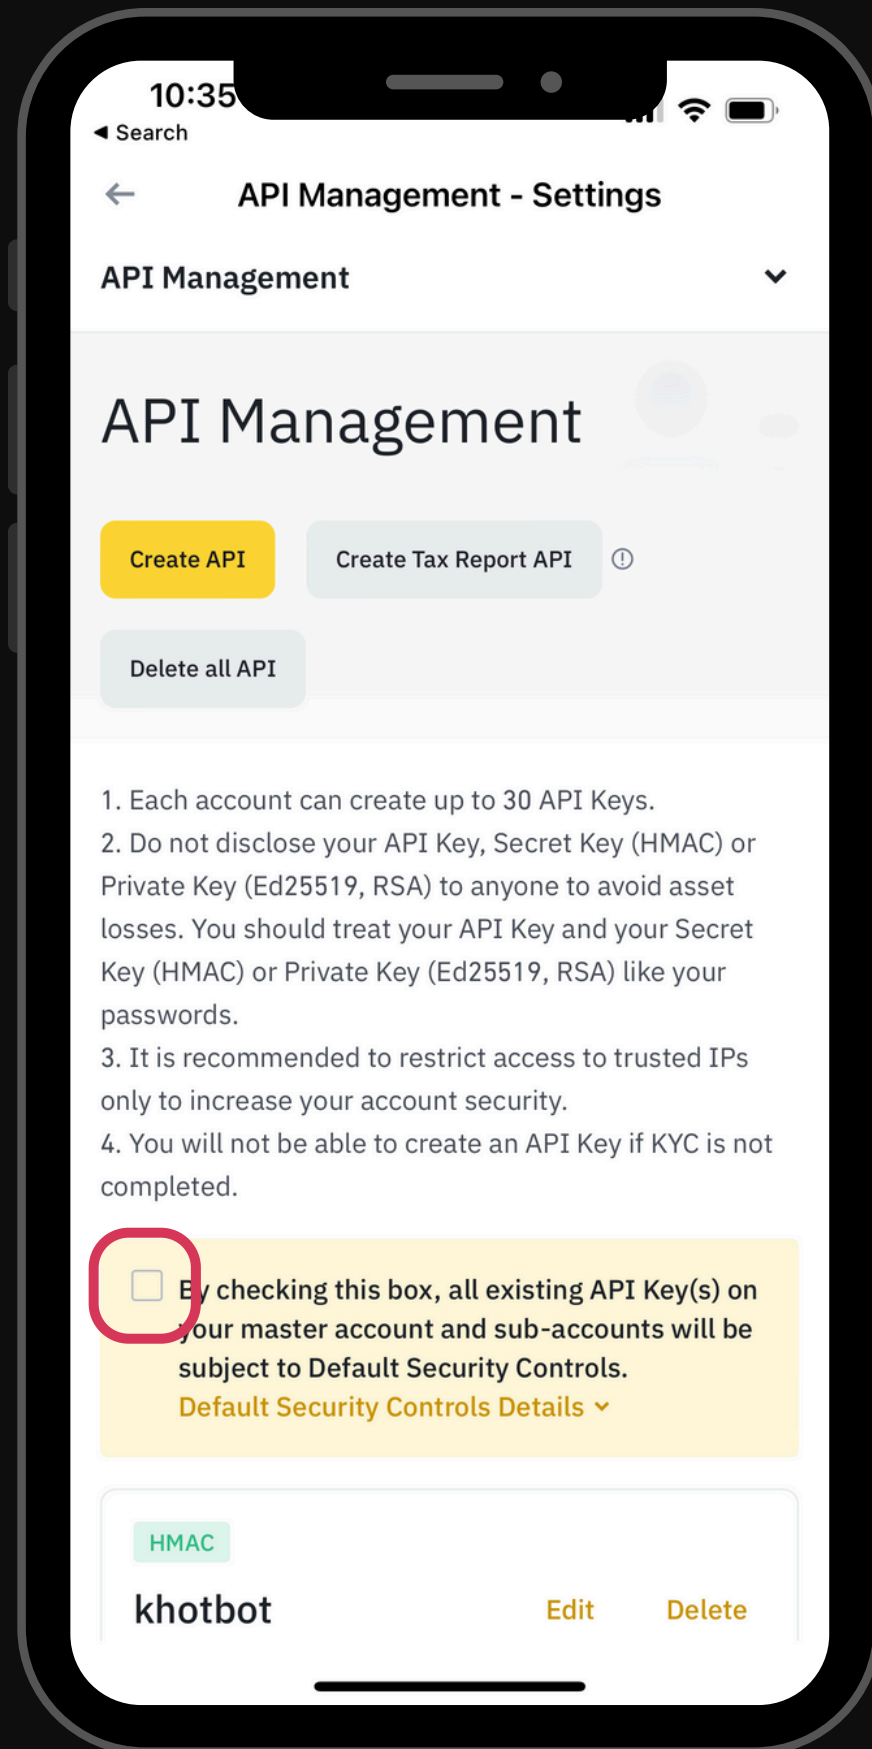 10:35
◀ Search
API Management - Settings
API Management
API Management
Create API
Create Tax Report API
Delete all API
1. Each account can create up to 30 API Keys.
2. Do not disclose your API Key, Secret Key (HMAC) or
Private Key (Ed25519, RSA) to anyone to avoid asset
losses. You should treat your API Key and your Secret
Key (HMAC) or Private Key (Ed25519, RSA) like your
passwords.
3. It is recommended to restrict access to trusted IPs
only to increase your account security.
4. You will not be able to create an API Key if KYC is not
completed.
By checking this box, all existing API Key(s) on
your master account and sub-accounts will be
subject to Default Security Controls.
Default Security Controls Details
HMAC
khotbot
Edit
Delete